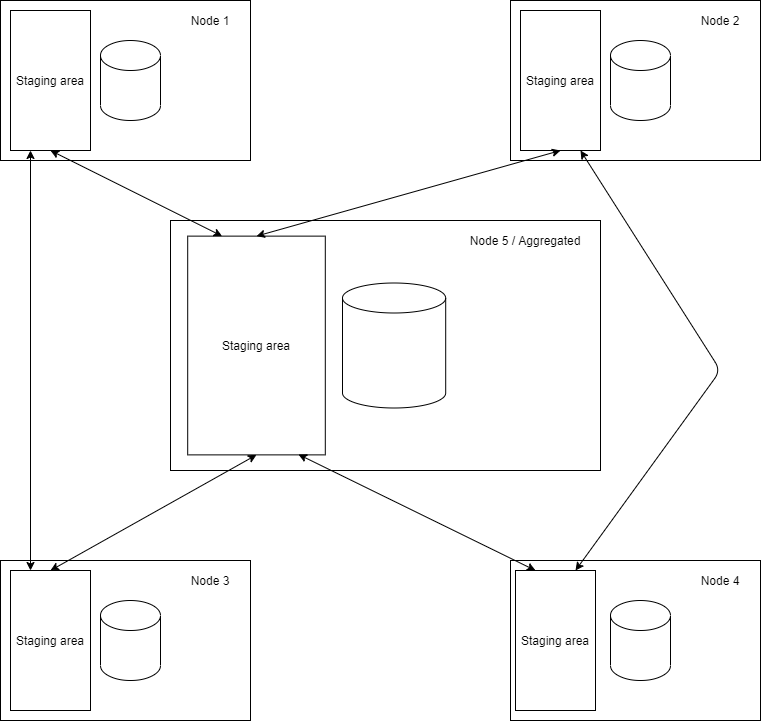 Node 1
Staging area
Node 2
Staging area
Node 5 / Aggregated
Staging area
Node 3
Staging area
Node 4
Staging area